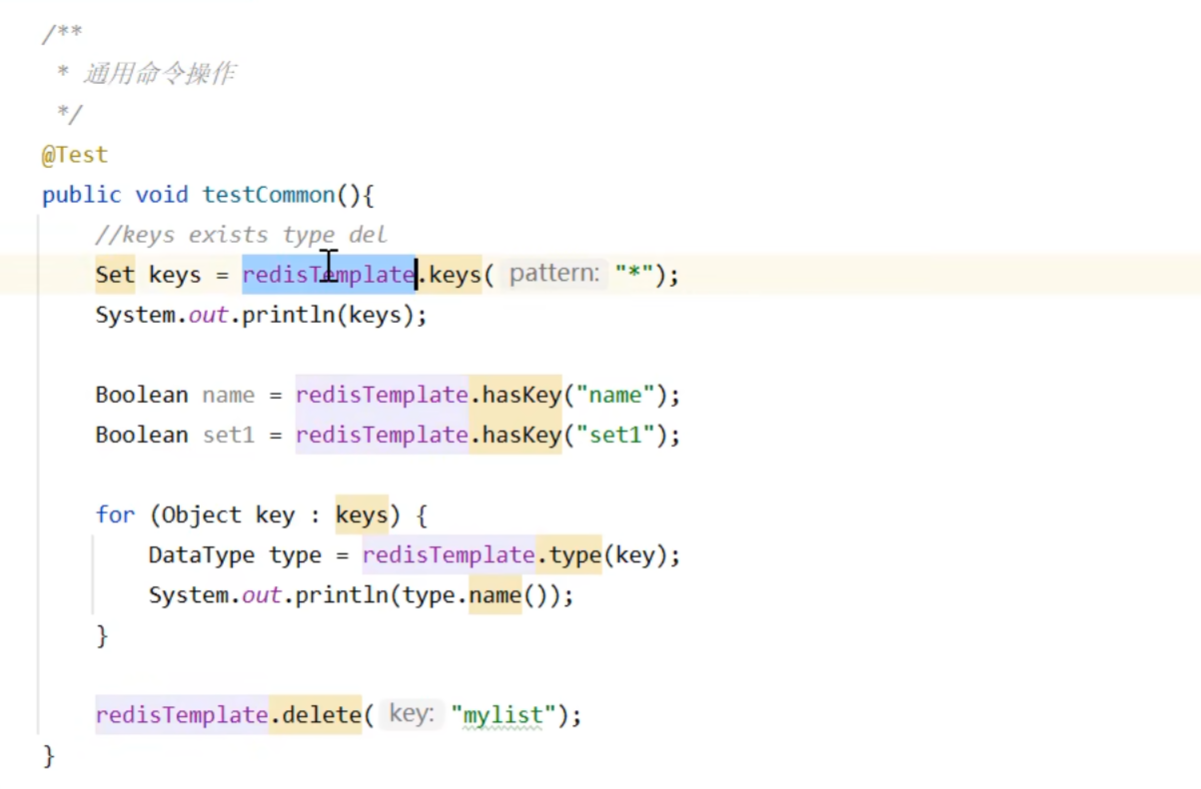 /**
 * 通用命令操作
 */
@Test
public void testCommon(){
    //keys exists type del
    Set keys = redisTemplate.keys( pattern: "*");
    System.out.println(keys);

    Boolean name = redisTemplate.hasKey("name");
    Boolean set1 = redisTemplate.hasKey("set1");

    for (Object key : keys) {
        DataType type = redisTemplate.type(key);
        System.out.println(type.name());
    }

    redisTemplate.delete( key: "mylist");
}